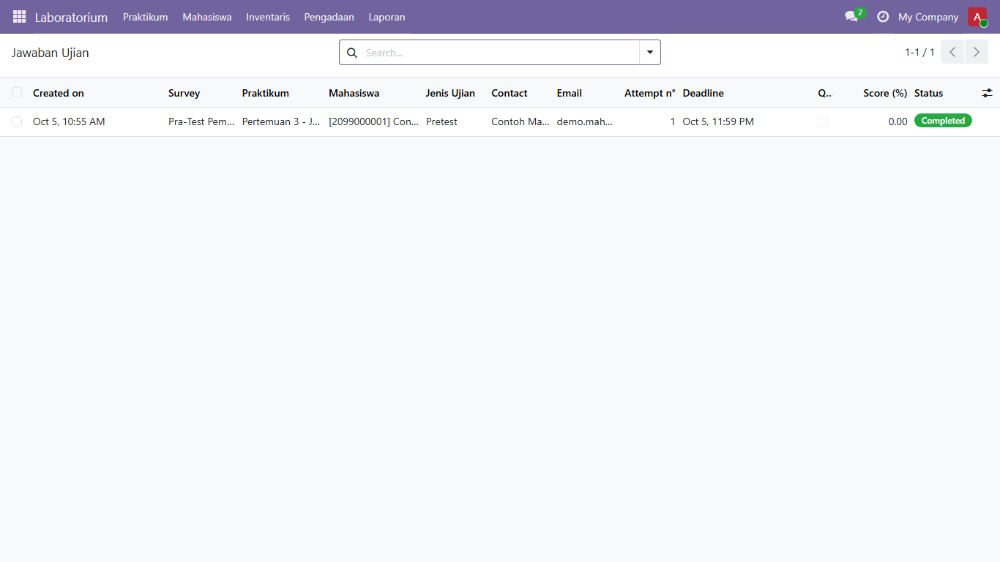 Laboratorium Praktikum Mahasiswa Inventaris Pengadaan Laporan 2 My Company A
Jawaban Ujian Search... 1-1 / 1
Created on Survey Praktikum Mahasiswa Jenis Ujian Contact Email Attempt n° Deadline Q... Score (%) Status
Oct 5, 10:55 AM Pra-Test Pem... Pertemuan 3 - J... [2099000001] Con... Pretest Contoh Ma... demo.mah... 1 Oct 5, 11:59 PM 0.00 Completed